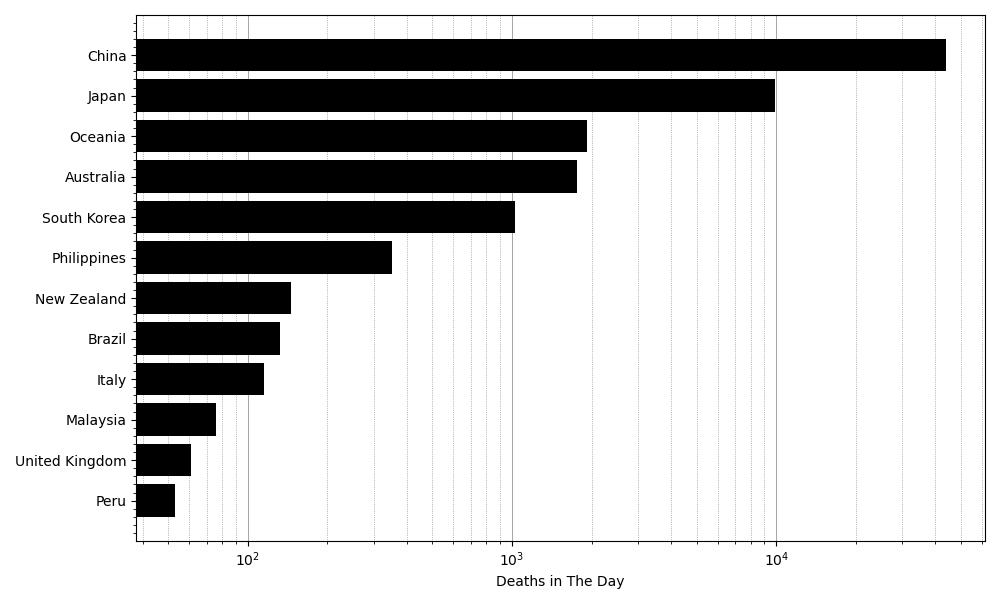 China
Japan
Oceania
Australia
South Korea
Philippines
New Zealand
Brazil
Italy
Malaysia
United Kingdom
Peru
10² 10³ 10⁴
Deaths in The Day